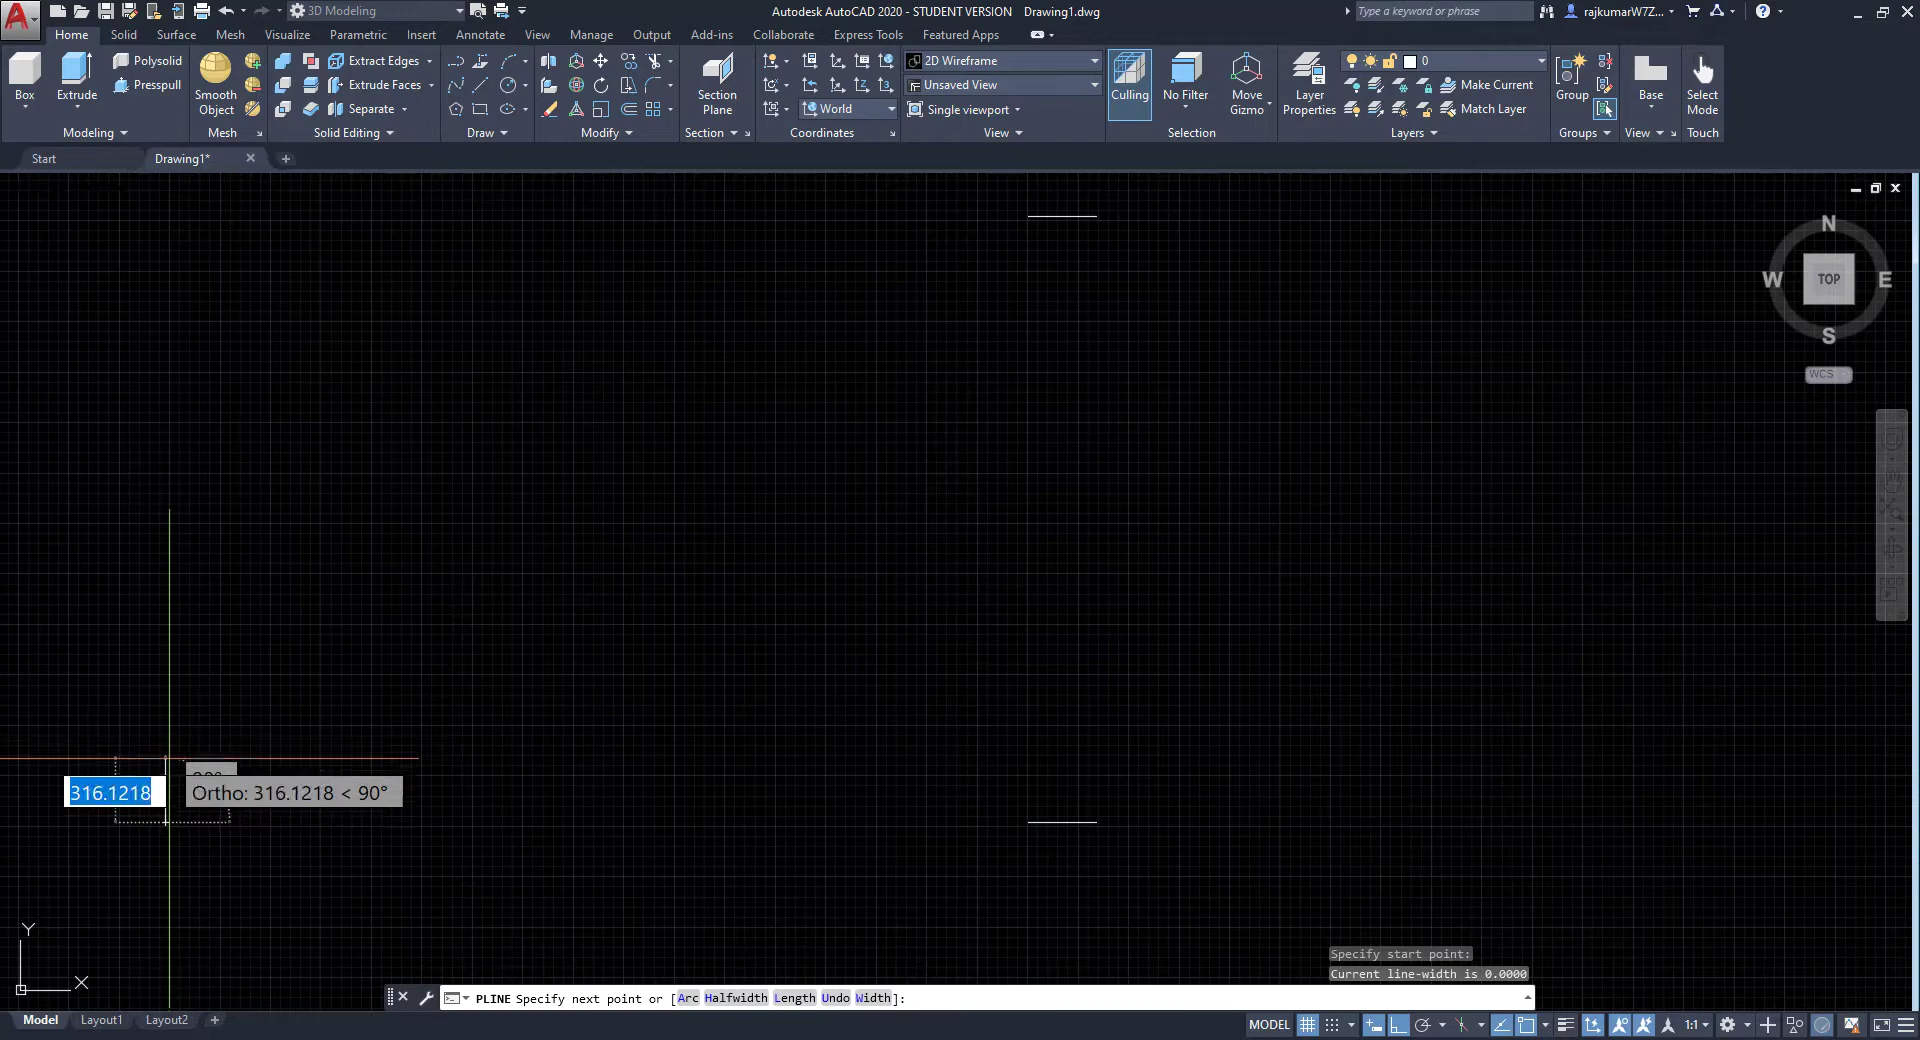 3D Modeling
Autodesk AutoCAD 2020 - STUDENT VERSION Drawing1.dwg
Type a keyword or phrase
rajkumarW7Z...
Home Solid Surface Mesh Visualize Parametric Insert Annotate View Manage Output Add-ins Collaborate Express Tools Featured Apps
Box
Extrude
Polysolid
Presspull
Modeling
Smooth
Object
Mesh
Extract Edges
Extrude Faces
Separate
Solid Editing
Draw
Modify
Section
Plane
Section
World
Coordinates
2D Wireframe
Unsaved View
Single viewport
View
Culling
No Filter
Move
Gizmo
Selection
Layer
Properties
0
Make Current
Match Layer
Layers
Group
Groups
Base
View
Select
Mode
Touch
Start
Drawing1*
N
W
TOP
E
S
WCS
316.1218
Ortho: 316.1218 < 90°
Y
X
Specify start point:
Current line-width is 0.0000
PLINE Specify next point or [Arc Halfwidth Length Undo Width]:
Model Layout1 Layout2
MODEL
1:1